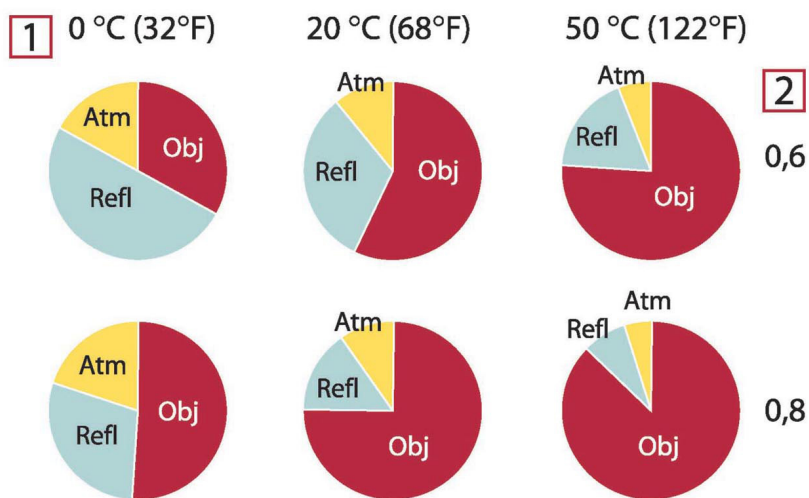 1 0 °C (32°F) 20 °C (68°F) 50 °C (122°F)
2
Atm Obj Refl
Atm Obj Refl
Atm Refl Obj
0,6
Atm Obj Refl
Atm Refl Obj
Atm Refl Obj
0,8